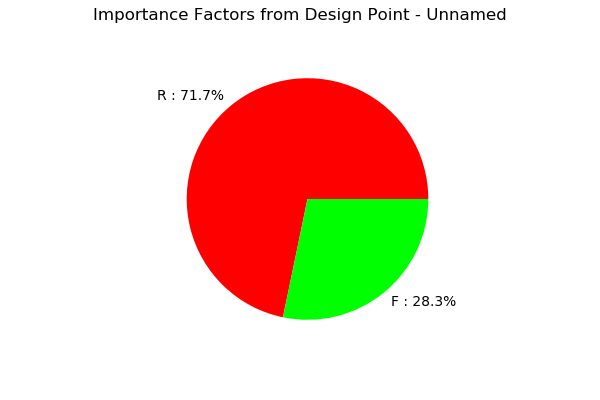 Importance Factors from Design Point - Unnamed
R : 71.7%
F : 28.3%